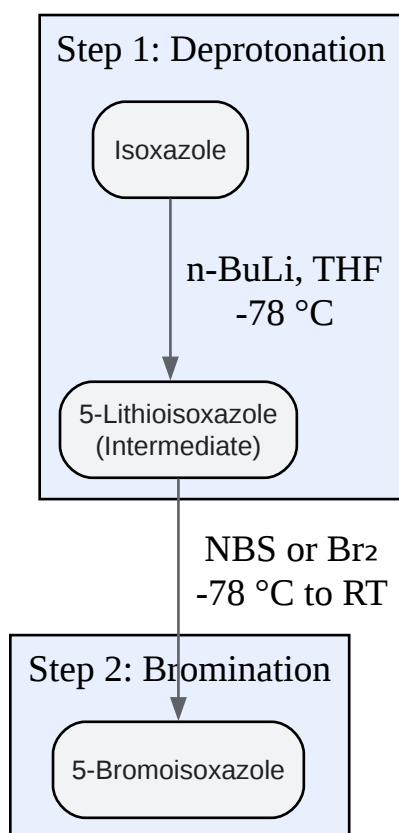 Step 1: Deprotonation
Isoxazole
n-BuLi, THF
-78 °C
5-Lithioisoxazole
(Intermediate)
NBS or Br₂
-78 °C to RT
Step 2: Bromination
5-Bromoisoxazole